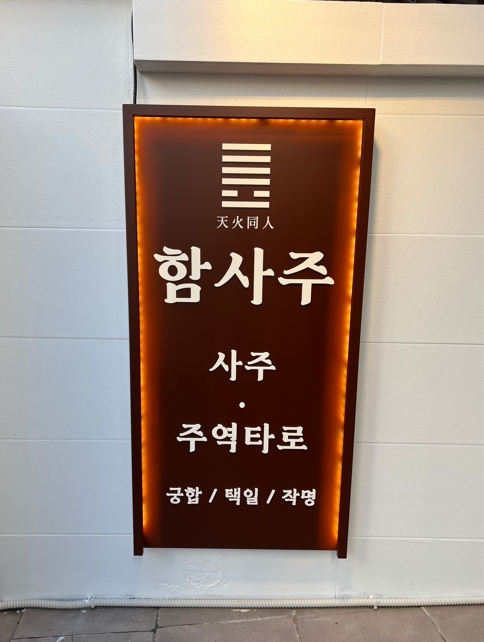 天火同人
함사주
사주
·
주역타로
궁합 / 택일 / 작명